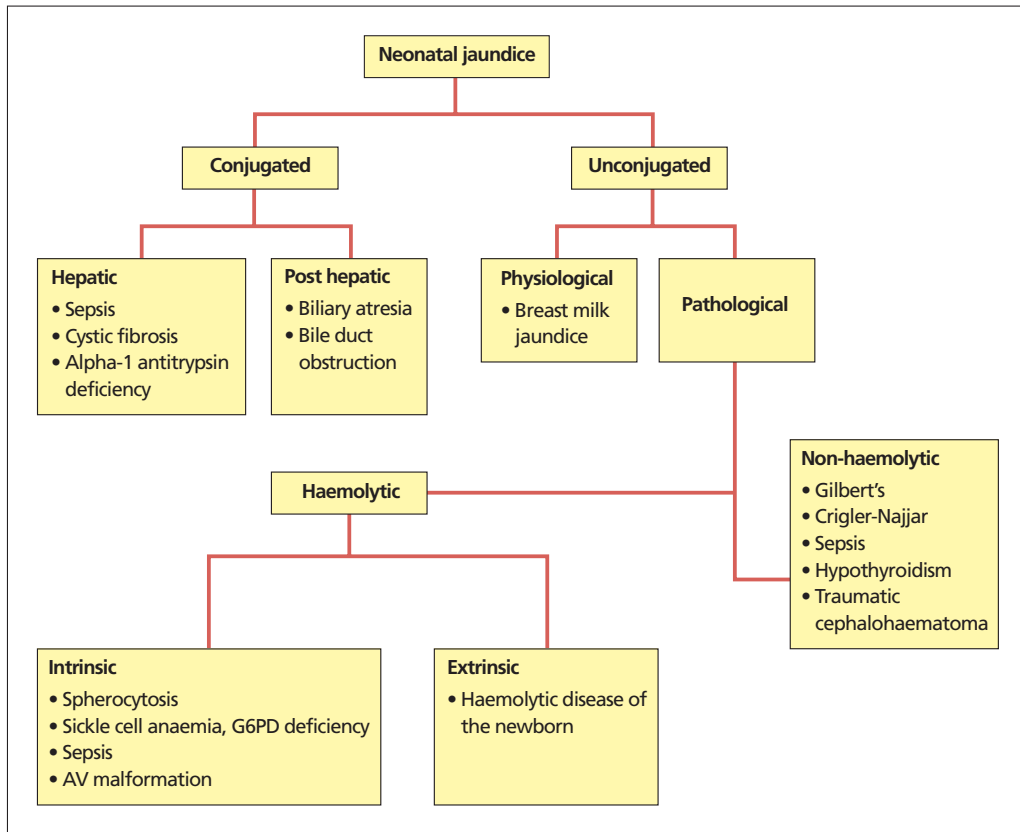 Neonatal jaundice
Conjugated
Unconjugated
Hepatic
• Sepsis
• Cystic fibrosis
• Alpha-1 antitrypsin
deficiency
Post hepatic
• Biliary atresia
• Bile duct
obstruction
Physiological
• Breast milk
jaundice
Pathological
Haemolytic
Non-haemolytic
• Gilbert's
• Crigler-Najjar
• Sepsis
• Hypothyroidism
• Traumatic
cephalohaematoma
Intrinsic
• Spherocytosis
• Sickle cell anaemia, G6PD deficiency
• Sepsis
• AV malformation
Extrinsic
• Haemolytic disease of
the newborn